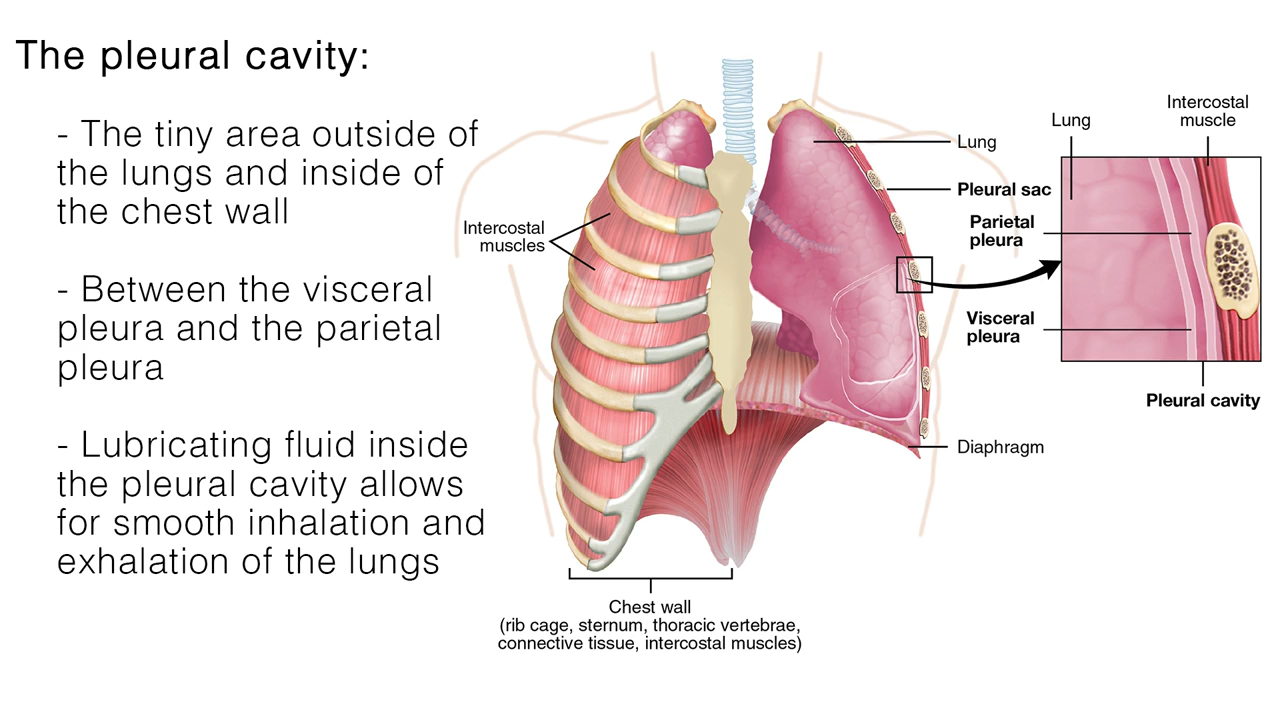 The pleural cavity:
- The tiny area outside of
the lungs and inside of
the chest wall
- Between the visceral
pleura and the parietal
pleura
- Lubricating fluid inside
the pleural cavity allows
for smooth inhalation and
exhalation of the lungs
Intercostal
muscles
Lung
Pleural sac
Parietal
pleura
Visceral
pleura
Diaphragm
Lung
Intercostal
muscle
Pleural cavity
Chest wall
(rib cage, sternum, thoracic vertebrae,
connective tissue, intercostal muscles)